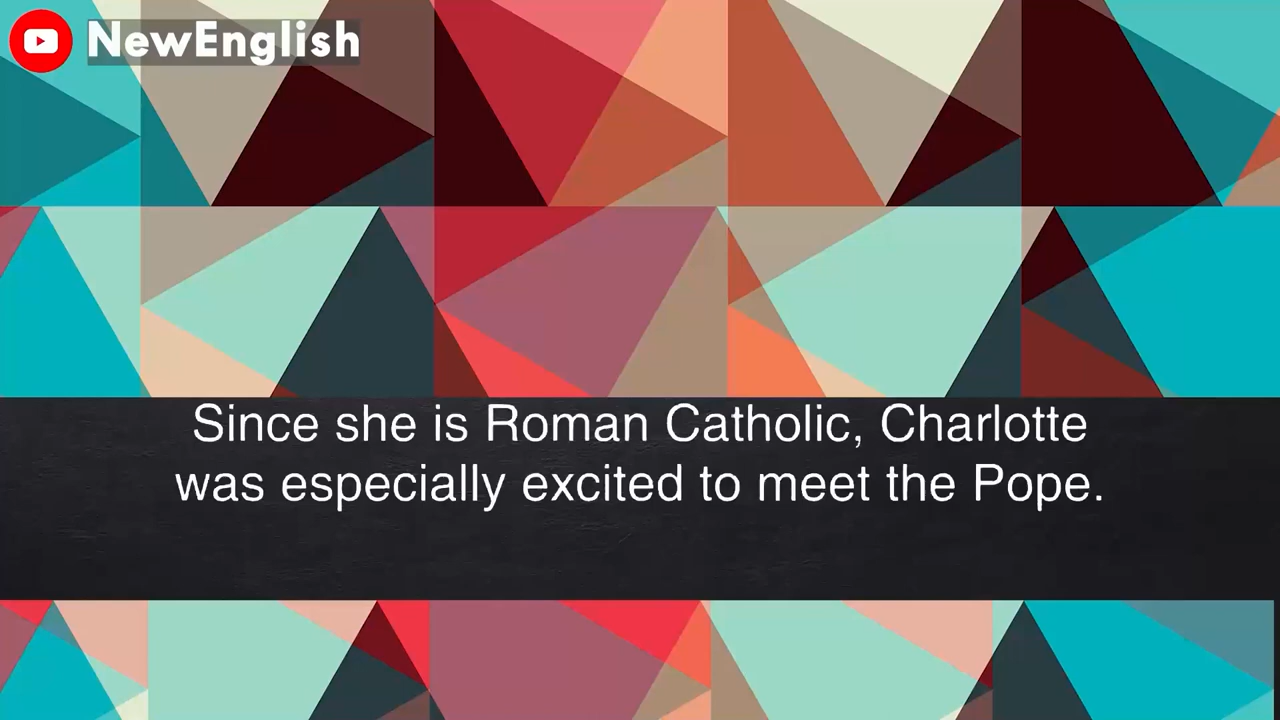 NewEnglish
Since she is Roman Catholic, Charlotte
was especially excited to meet the Pope.